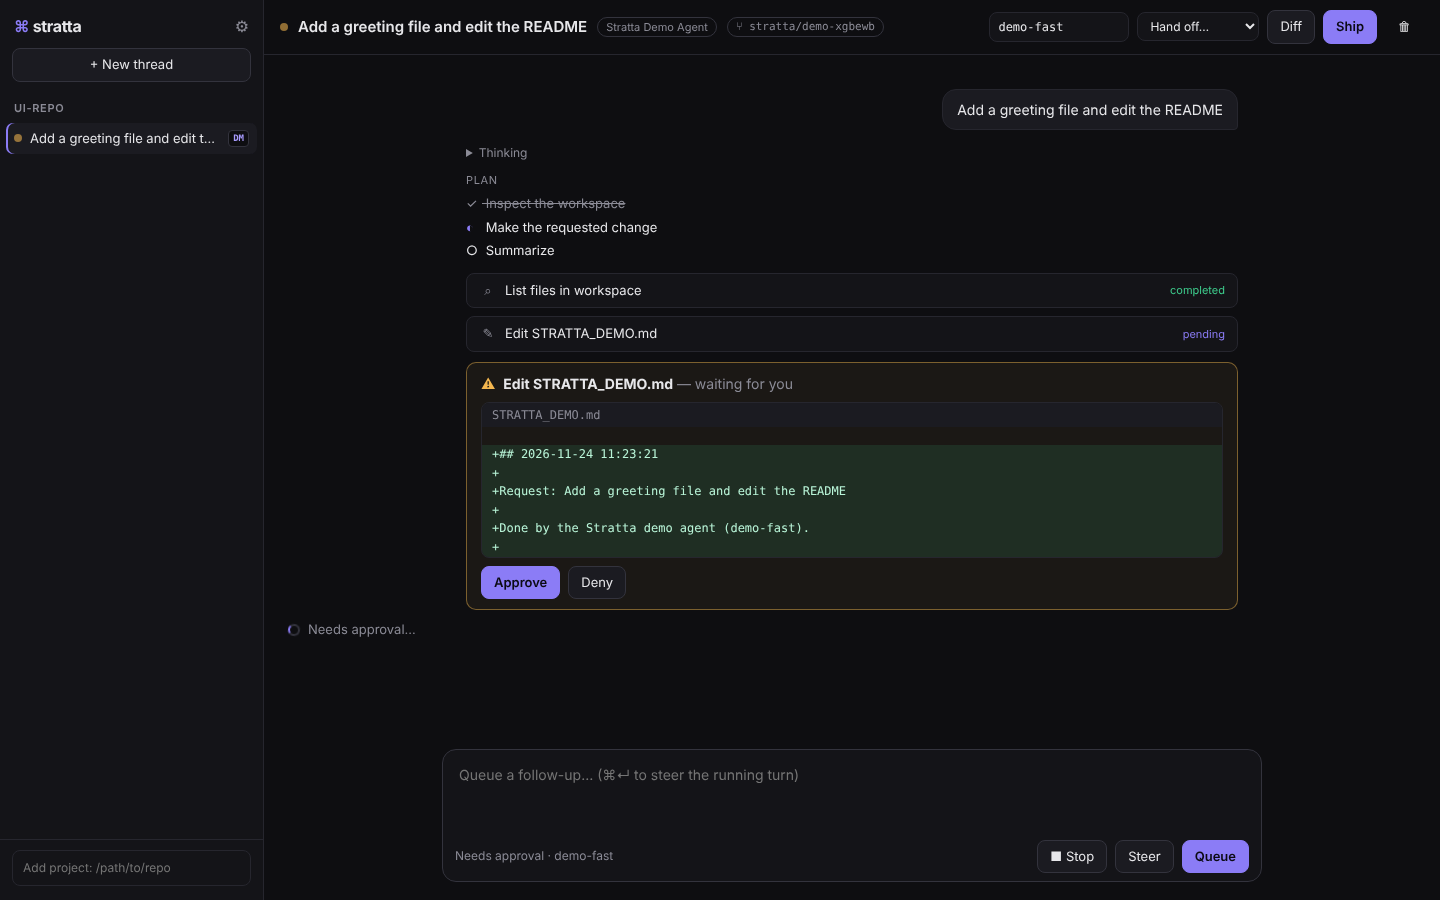 ⌘ stratta
+ New thread
UI-REPO
Add a greeting file and edit t...
DM
Add project: /path/to/repo
Add a greeting file and edit the README
Stratta Demo Agent
stratta/demo-xgbewb
demo-fast
Hand off...
Diff
Ship
Add a greeting file and edit the README
Thinking
PLAN
✓ Inspect the workspace
Make the requested change
Summarize
List files in workspace
completed
Edit STRATTA_DEMO.md
pending
Edit STRATTA_DEMO.md — waiting for you
STRATTA_DEMO.md
+## 2026-11-24 11:23:21
+
+Request: Add a greeting file and edit the README
+
+Done by the Stratta demo agent (demo-fast).
+
Approve
Deny
Needs approval...
Queue a follow-up... (⌘↵ to steer the running turn)
Needs approval · demo-fast
Stop
Steer
Queue